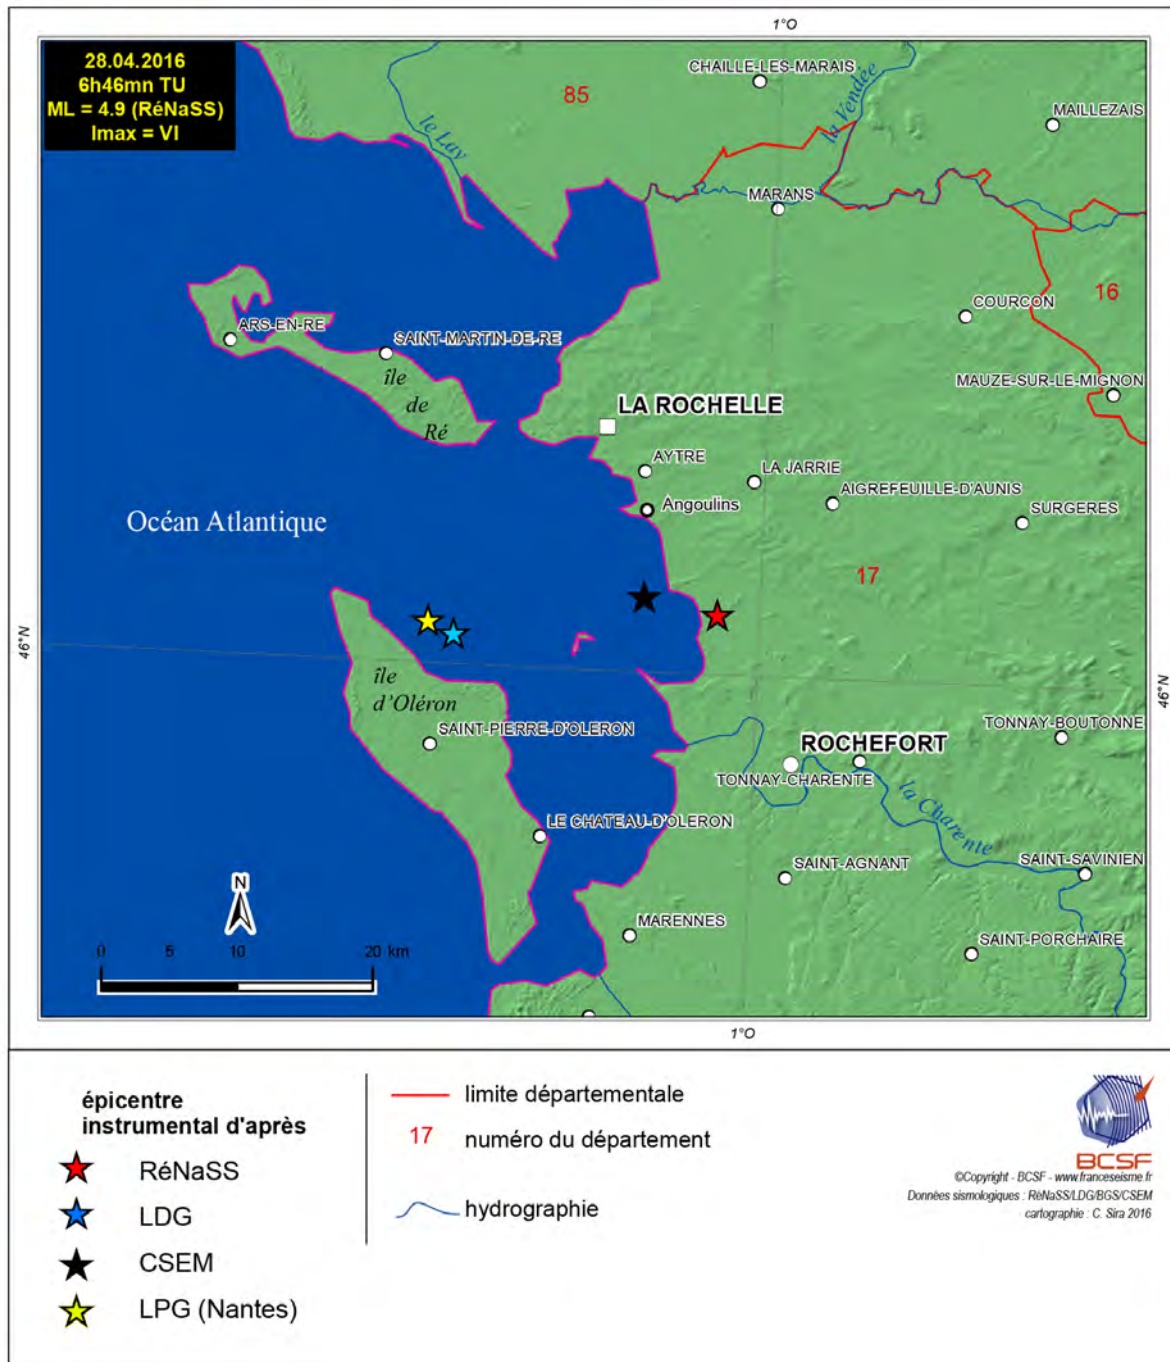 1°O
28.04.2016
6h46mn TU
ML = 4.9 (RéNaSS)
Imax = VI
CHAILLE-LES-MARAIS
85
la Vendée
MAILLEZAIS
le Lay
MARANS
16
COURCON
ARS-EN-RE
SAINT-MARTIN-DE-RE
île
de
Ré
MAUZE-SUR-LE-MIGNON
LA ROCHELLE
AYTRE
LA JARRIE
AIGREFEUILLE-D'AUNIS
Angoulins
SURGERES
Océan Atlantique
17
46°N
46°N
île
d'Oléron
SAINT-PIERRE-D'OLERON
TONNAY-BOUTONNE
ROCHEFORT
TONNAY-CHARENTE
la Charente
LE CHATEAU-D'OLERON
SAINT-AGNANT
SAINT-SAVINIEN
MARENNES
SAINT-PORCHAIRE
N
0 5 10 20 km
1°O
épicentre
instrumental d'après
RéNaSS
LDG
CSEM
LPG (Nantes)
limite départementale
17 numéro du département
hydrographie
BCSF
©Copyright - BCSF - www.franceseisme.fr
Données sismologiques : RéNaSS/LDG/BGS/CSEM
cartographie : C. Sira 2016